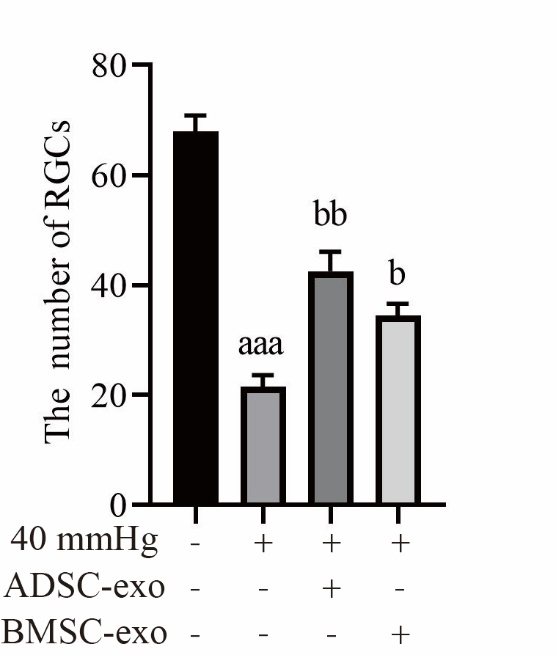 80
60
40
20
0
The number of RGCs
aaa
bb
b
40 mmHg - + + +
ADSC-exo - - + -
BMSC-exo - - - +